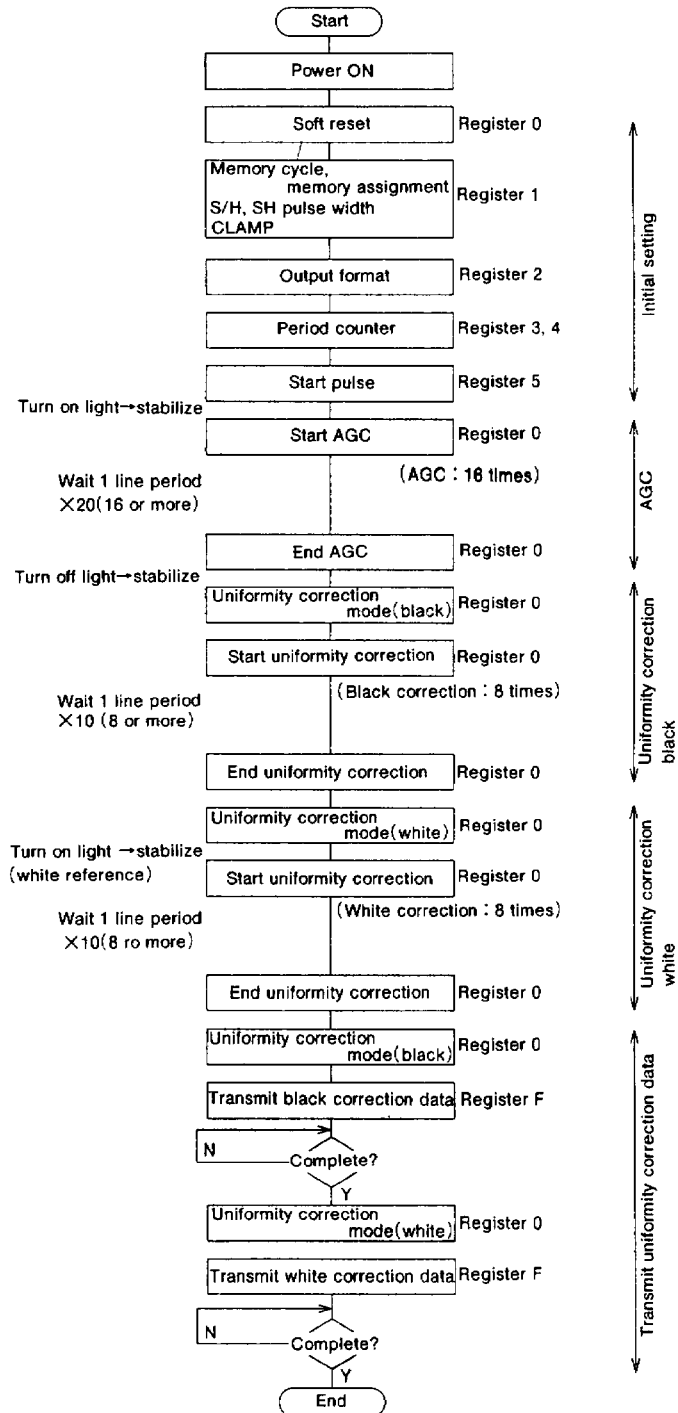 Start
Power ON
Soft reset Register 0
Memory cycle,
memory assignment
S/H, SH pulse width
CLAMP
Register 1
Output format Register 2
Period counter Register 3, 4
Start pulse Register 5
Initial setting
Turn on light→stabilize
Start AGC Register 0
(AGC : 16 times)
Wait 1 line period
×20(16 or more)
End AGC Register 0
AGC
Turn off light→stabilize
Uniformity correction
mode(black)
Register 0
Start uniformity correction Register 0
(Black correction : 8 times)
Wait 1 line period
×10 (8 or more)
End uniformity correction Register 0
Uniformity correction
black
Uniformity correction
mode(white)
Register 0
Turn on light →stabilize
(white reference)
Start uniformity correction Register 0
(White correction : 8 times)
Wait 1 line period
×10(8 ro more)
End uniformity correction Register 0
Uniformity correction
white
Uniformity correction
mode(black)
Register 0
Transmit black correction data Register F
N
Complete?
Y
Uniformity correction
mode(white)
Register 0
Transmit white correction data Register F
N
Complete?
Y
Transmit uniformity correction data
End